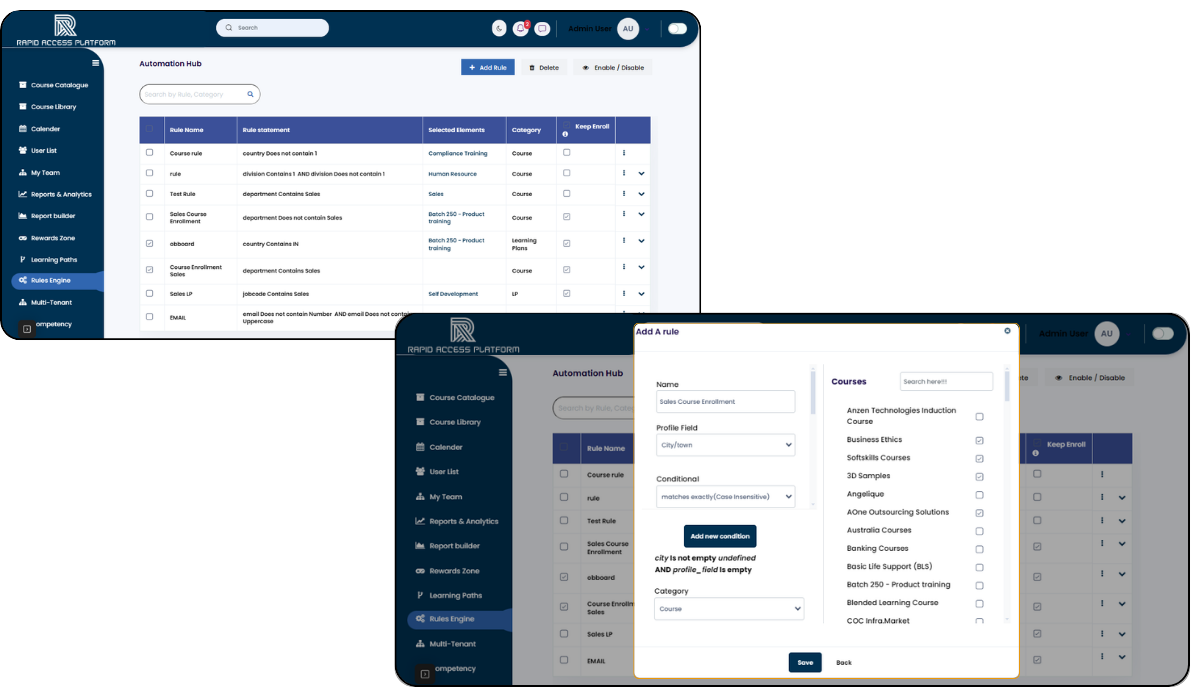 RAPID ACCESS PLATFORM
Search
2
Admin User
AU
Course Catalogue
Course Library
Calender
User List
My Team
Reports & Analytics
Report builder
Rewards Zone
Learning Paths
Rules Engine
Multi-Tenant
ompetency
Automation Hub
+ Add Rule
Delete
Enable / Disable
Search by Rule, Category
Rule Name Rule statement Selected Elements Category Keep Enroll
Course rule country Does not contain 1 Compliance Training Course
rule division Contains 1 AND division Does not contain 1 Human Resource Course
Test Rule department Contains Sales Sales Course
Sales Course Enrollment department Does not contain Sales Batch 250 - Product training Course
obboard country Contains IN Batch 250 - Product training Learning Plans
Course Enrollment Sales department Contains Sales Course
Sales LP jobcode Contains Sales Self Development LP
EMAIL email Does not contain Number AND email Does not
Uppercase
RAPID ACCESS PLATFORM
Admin User
AU
Course Catalogue
Course Library
Calender
User List
My Team
Reports & Analytics
Report builder
Rewards Zone
Learning Paths
Rules Engine
Multi-Tenant
ompetency
Automation Hub
Enable / Disable
Search by Rule,
Rule Name
Keep Enroll
Course rule
rule
Test Rule
Sales Course
Enrollment
obboard
Course
Sales
Sales LP
EMAIL
Add A rule
Name
Sales Course Enrollment
Profile Field
City/town
Conditional
matches exactly(Case Insensitive)
Add new condition
city Is not empty undefined
AND profile_field Is empty
Category
Course
Courses
Search here!!!
Anzen Technologies Induction
Course
Business Ethics
Softskills Courses
3D Samples
Angelique
AOne Outsourcing Solutions
Australia Courses
Banking Courses
Basic Life Support (BLS)
Batch 250 - Product training
Blended Learning Course
COC Infra.Market
Save
Back